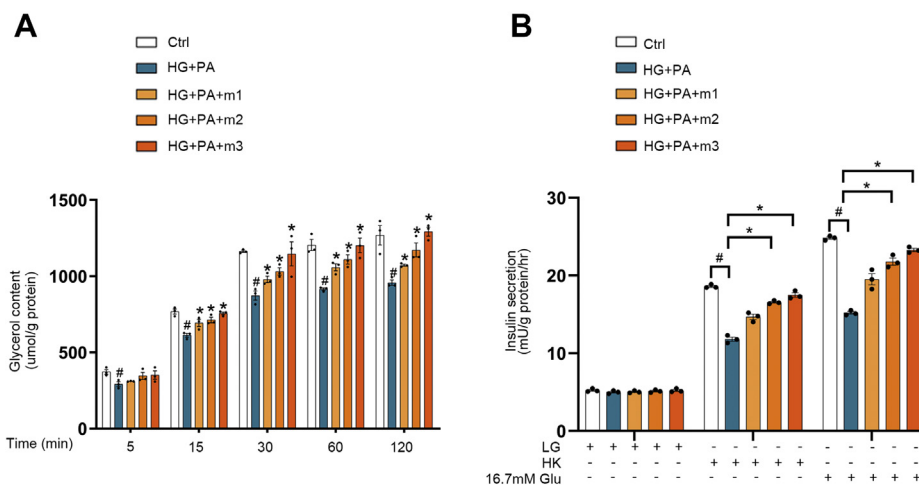 A
Ctrl
HG+PA
HG+PA+m1
HG+PA+m2
HG+PA+m3
Glycerol content
(umol/g protein)
1500
1000
500
0
# # * * * # * * * # * * * # * * *
Time (min) 5 15 30 60 120
B
Ctrl
HG+PA
HG+PA+m1
HG+PA+m2
HG+PA+m3
Insulin secretion
(mU/g protein/hr)
30
20
10
0
# * * # * *
LG + + + + + - - - - - - - - - -
HK - - - - - + + + + + - - - - -
16.7mM Glu - - - - - - - - - - + + + + +